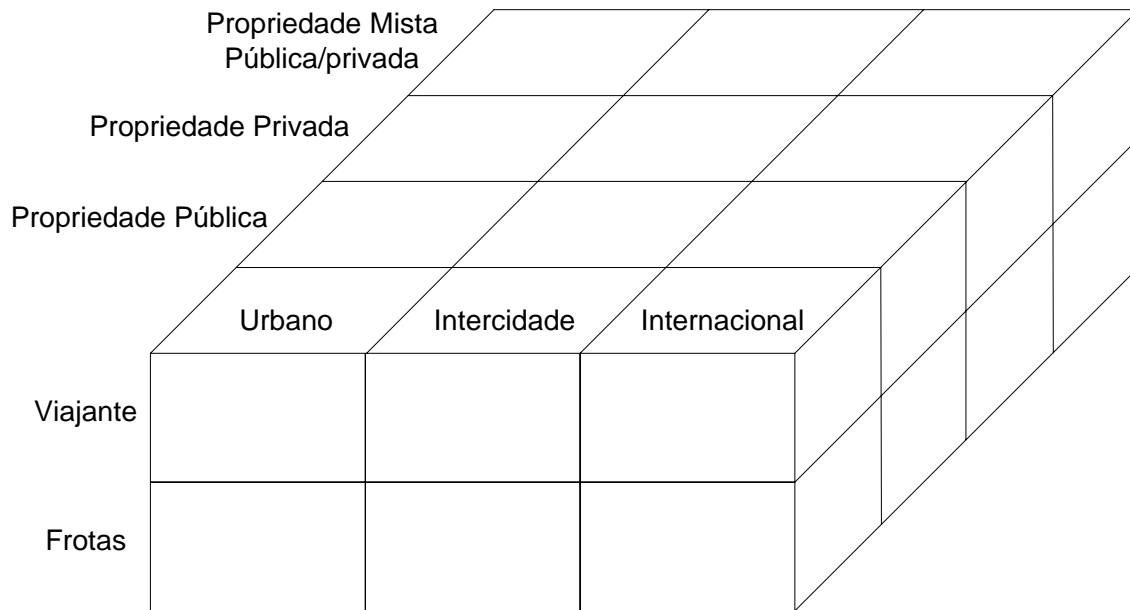 Propriedade Mista
Pública/privada
Propriedade Privada
Propriedade Pública
Urbano
Intercidade
Internacional
Viajante
Frotas